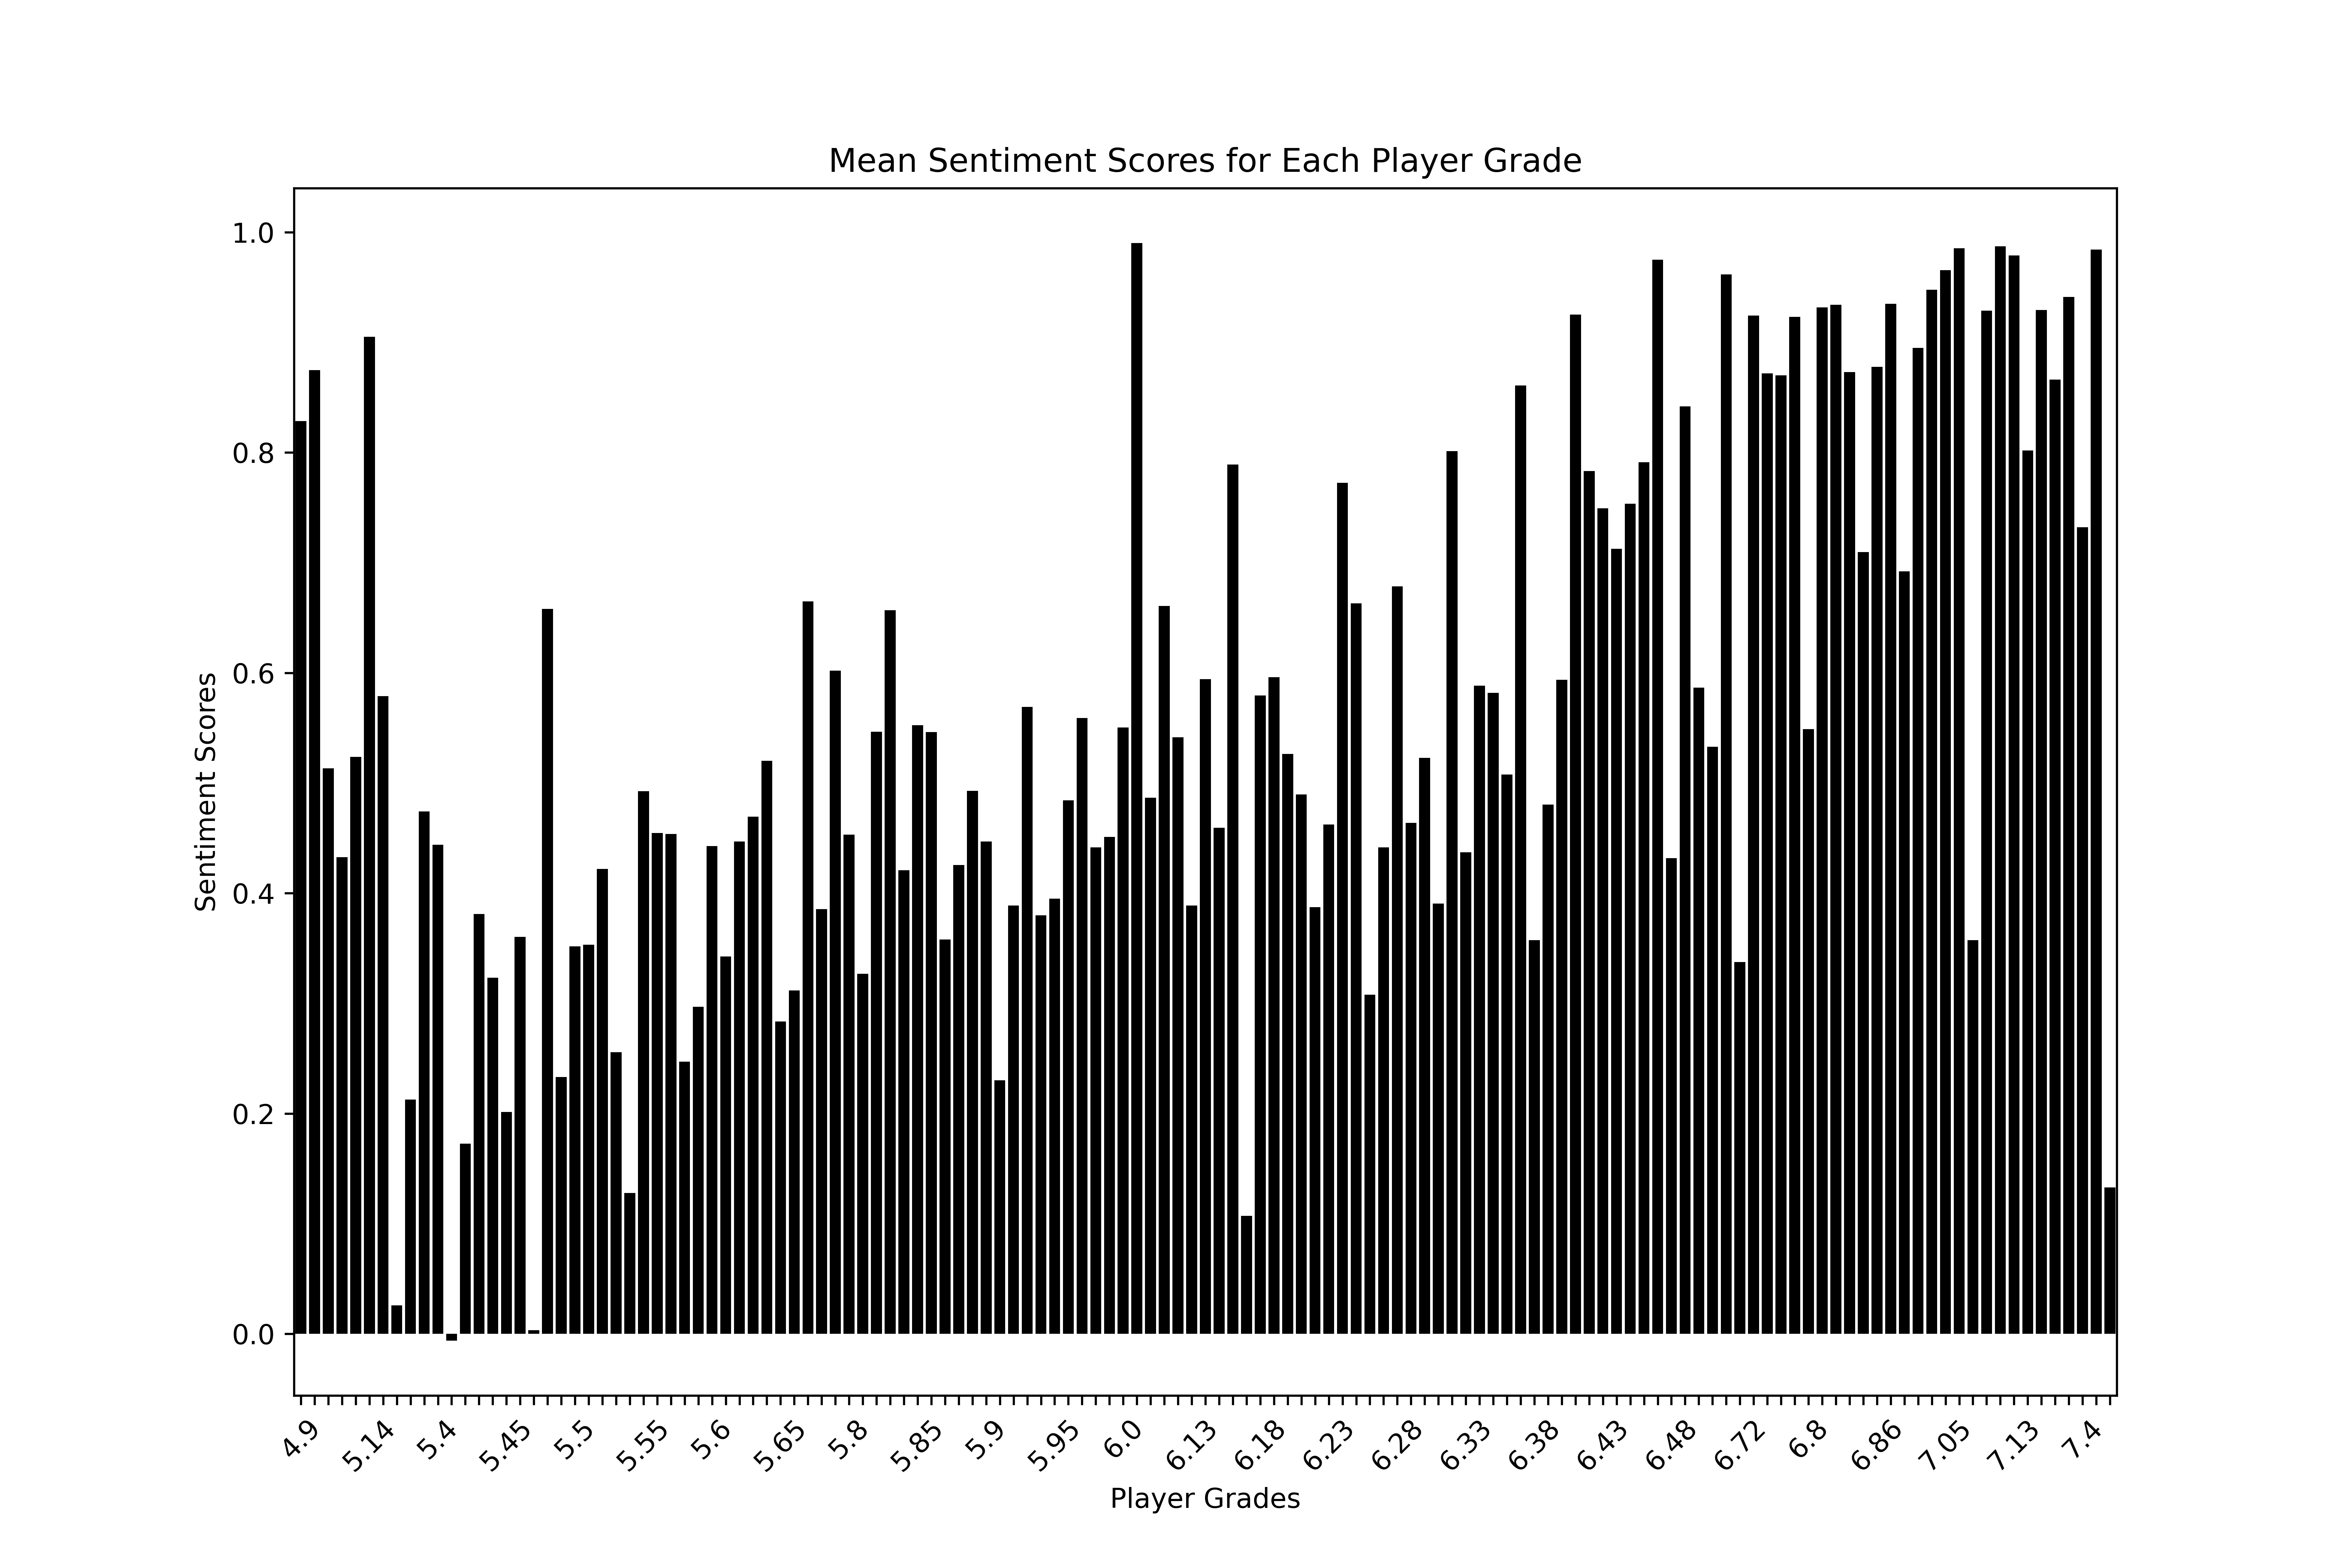 Mean Sentiment Scores for Each Player Grade
1.0
0.8
0.6
0.4
0.2
0.0
Sentiment Scores
4.9 5.14 5.4 5.45 5.5 5.55 5.6 5.65 5.8 5.85 5.9 5.95 6.0 6.13 6.18 6.23 6.28 6.33 6.38 6.43 6.48 6.72 6.8 6.86 7.05 7.13 7.4
Player Grades